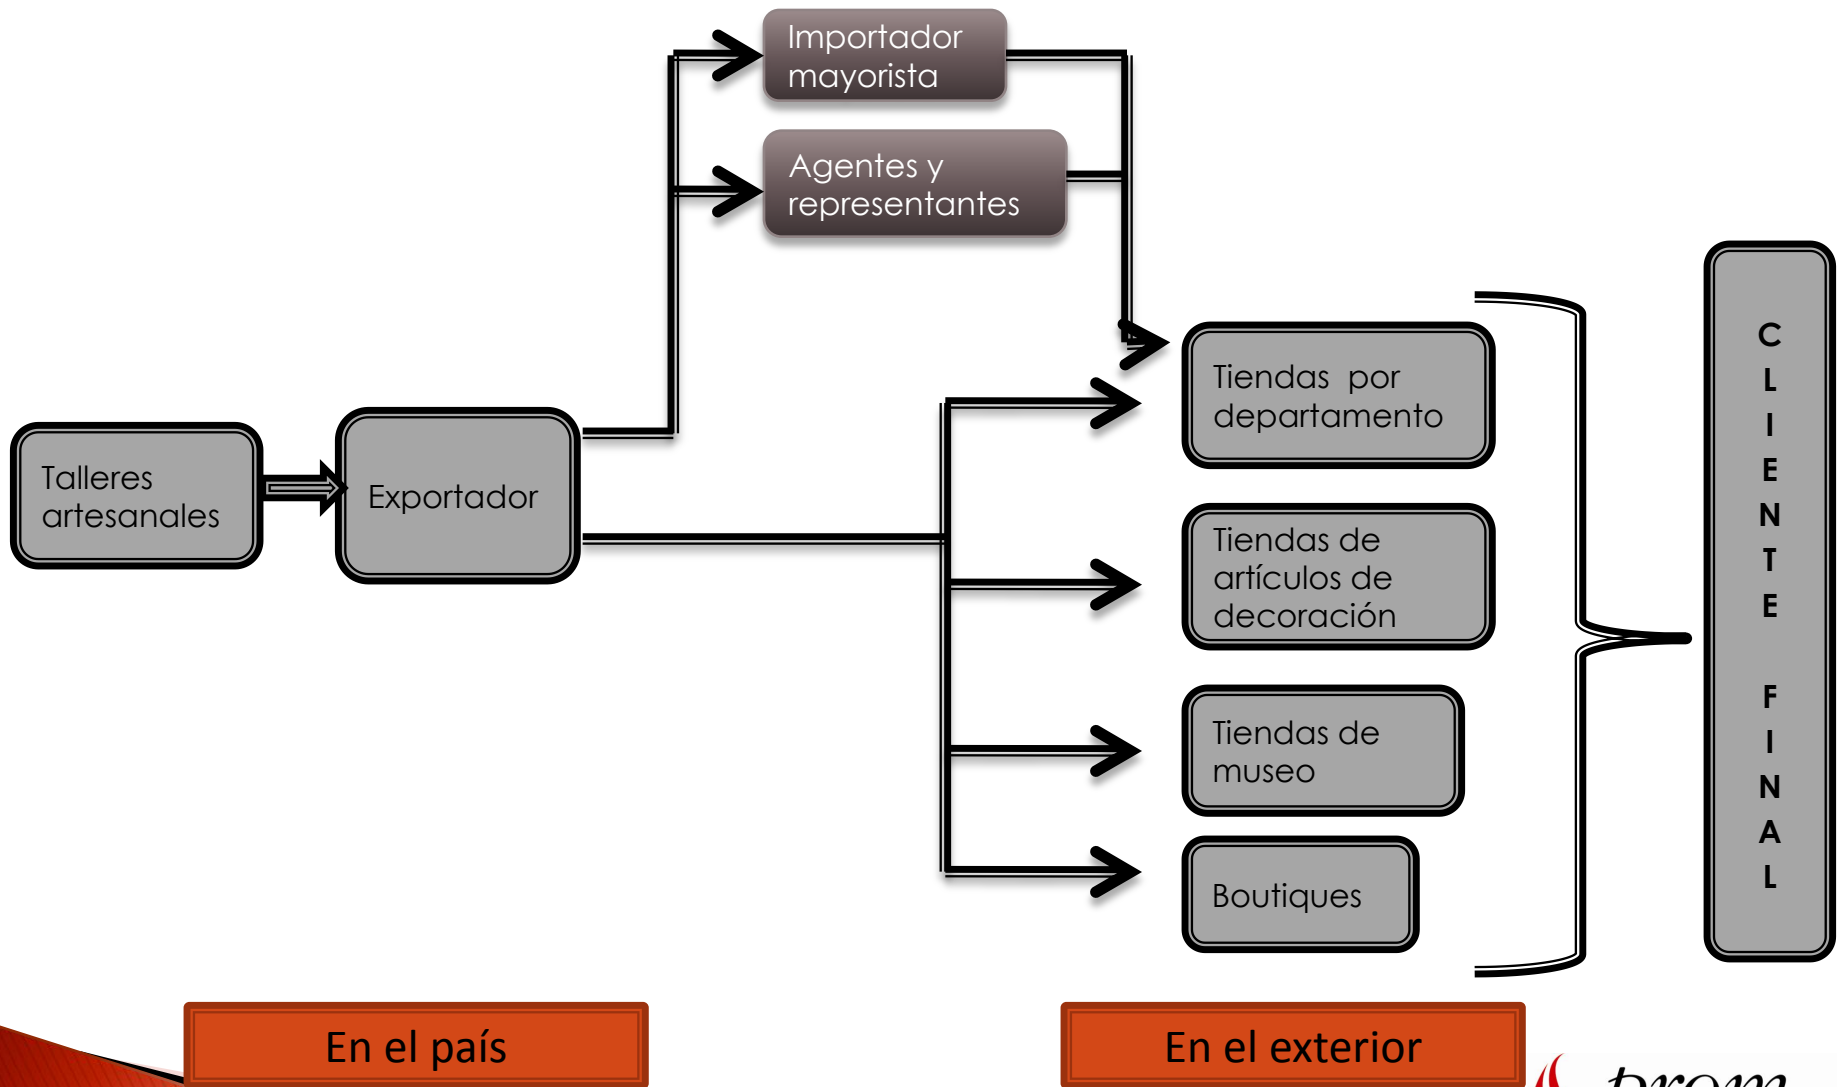 Importador
mayorista
Agentes y
representantes
Talleres
artesanales
Exportador
Tiendas por
departamento
Tiendas de
artículos de
decoración
Tiendas de
museo
Boutiques
C
L
I
E
N
T
E
F
I
N
A
L
En el país
En el exterior